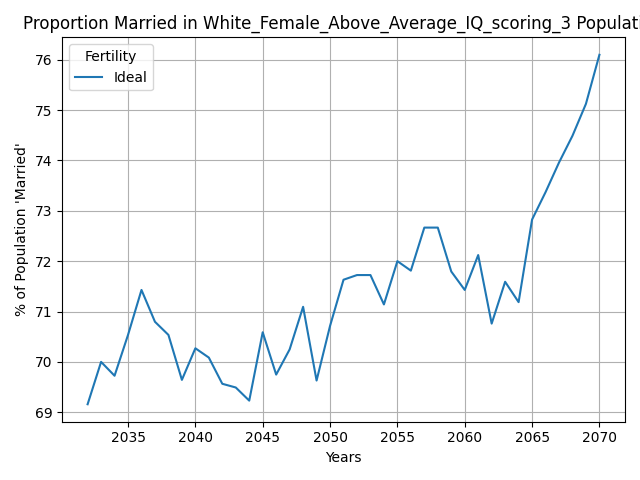 Proportion Married in White_Female_Above_Average_IQ_scoring_3 Populati
Fertility
Ideal
% of Population 'Married'
76
75
74
73
72
71
70
69
2035 2040 2045 2050 2055 2060 2065 2070
Years